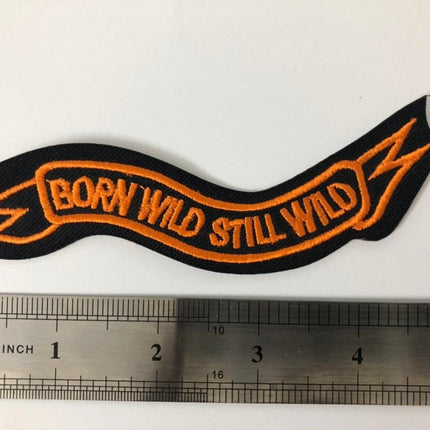 BORN WILD STILL WILD
10
INCH 1 2 3 4
16